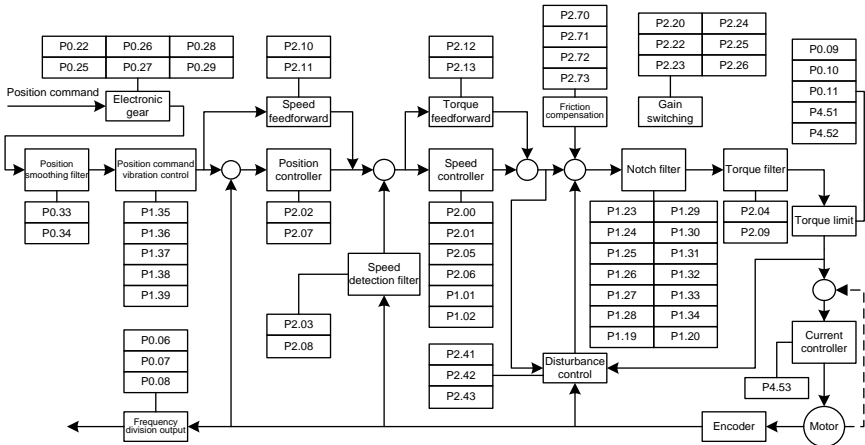 P0.22 P0.26 P0.28
P0.25 P0.27 P0.29
P2.10
P2.11
P2.12
P2.13
P2.70
P2.71
P2.72
P2.73
P2.20 P2.24
P2.22 P2.25
P2.23 P2.26
P0.09
P0.10
P0.11
P4.51
P4.52
Position command
Electronic
gear
Speed
feedforward
Torque
feedforward
Friction
compensation
Gain
switching
Position
smoothing filter
Position command
vibration control
Position
controller
Speed
controller
Notch filter
Torque filter
Torque limit
P0.33
P0.34
P1.35
P1.36
P1.37
P1.38
P1.39
P2.02
P2.07
P2.00
P2.01
P2.05
P2.06
P1.01
P1.02
P1.23 P1.29
P1.24 P1.30
P1.25 P1.31
P1.26 P1.32
P1.27 P1.33
P1.28 P1.34
P1.19 P1.20
P2.04
P2.09
Speed
detection filter
P2.03
P2.08
Current
controller
P4.53
P0.06
P0.07
P0.08
P2.41
P2.42
P2.43
Disturbance
control
Frequency
division output
Encoder
Motor